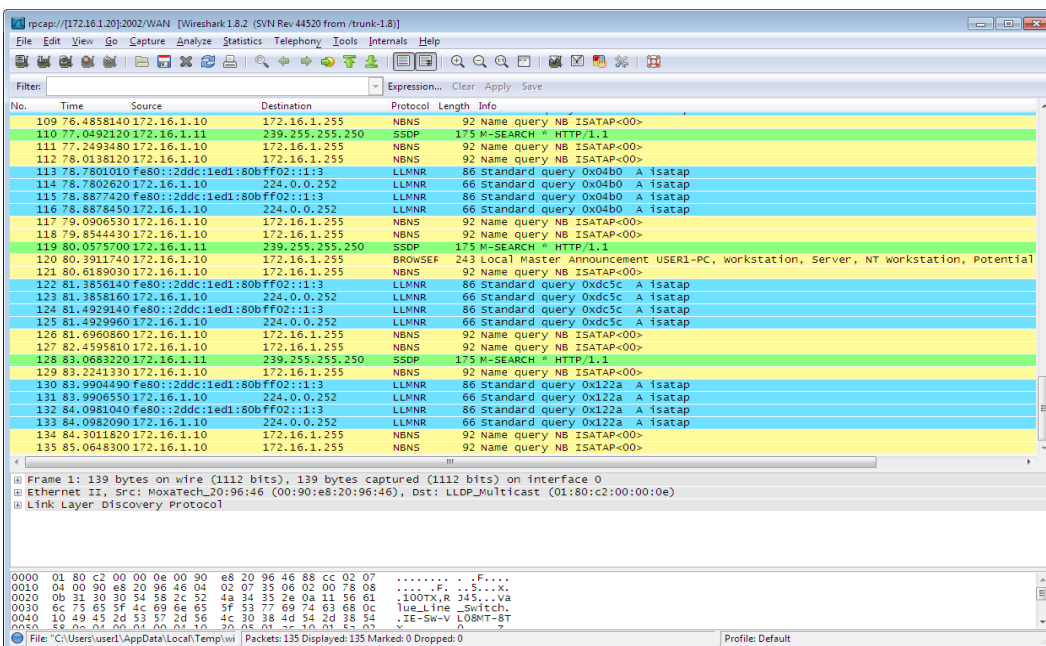 rpcap://[172.16.1.20]:2002/WAN [Wireshark 1.8.2 (SVN Rev 44520 from /trunk-1.8)]
File Edit View Go Capture Analyze Statistics Telephony Tools Internals Help
Filter: Expression... Clear Apply Save
No. Time Source Destination Protocol Length Info
109 76.4858140 172.16.1.10 172.16.1.255 NBNS 92 Name query NB ISATAP<00>
110 77.0492120 172.16.1.11 239.255.255.250 SSDP 175 M-SEARCH * HTTP/1.1
111 77.2493480 172.16.1.10 172.16.1.255 NBNS 92 Name query NB ISATAP<00>
112 78.0138120 172.16.1.10 172.16.1.255 NBNS 92 Name query NB ISATAP<00>
113 78.7801010 fe80::2ddc:1ed1:80bff02::1:3 LLMNR 86 Standard query 0x04b0 A isatap
114 78.7802620 172.16.1.10 224.0.0.252 LLMNR 66 Standard query 0x04b0 A isatap
115 78.8877420 fe80::2ddc:1ed1:80bff02::1:3 LLMNR 86 Standard query 0x04b0 A isatap
116 78.8878450 172.16.1.10 224.0.0.252 LLMNR 66 Standard query 0x04b0 A isatap
117 79.0906530 172.16.1.10 172.16.1.255 NBNS 92 Name query NB ISATAP<00>
118 79.8544430 172.16.1.10 172.16.1.255 NBNS 92 Name query NB ISATAP<00>
119 80.0575700 172.16.1.11 239.255.255.250 SSDP 175 M-SEARCH * HTTP/1.1
120 80.3911740 172.16.1.10 172.16.1.255 BROWSER 243 Local Master Announcement USER1-PC, Workstation, Server, NT Workstation, Potential
121 80.6189030 172.16.1.10 172.16.1.255 NBNS 92 Name query NB ISATAP<00>
122 81.3856140 fe80::2ddc:1ed1:80bff02::1:3 LLMNR 86 Standard query 0xdc5c A isatap
123 81.3858160 172.16.1.10 224.0.0.252 LLMNR 66 Standard query 0xdc5c A isatap
124 81.4929140 fe80::2ddc:1ed1:80bff02::1:3 LLMNR 86 Standard query 0xdc5c A isatap
125 81.4929960 172.16.1.10 224.0.0.252 LLMNR 66 Standard query 0xdc5c A isatap
126 81.6960860 172.16.1.10 172.16.1.255 NBNS 92 Name query NB ISATAP<00>
127 82.4595810 172.16.1.10 172.16.1.255 NBNS 92 Name query NB ISATAP<00>
128 83.0683220 172.16.1.11 239.255.255.250 SSDP 175 M-SEARCH * HTTP/1.1
129 83.2241330 172.16.1.10 172.16.1.255 NBNS 92 Name query NB ISATAP<00>
130 83.9904490 fe80::2ddc:1ed1:80bff02::1:3 LLMNR 86 Standard query 0x122a A isatap
131 83.9906550 172.16.1.10 224.0.0.252 LLMNR 66 Standard query 0x122a A isatap
132 84.0981040 fe80::2ddc:1ed1:80bff02::1:3 LLMNR 86 Standard query 0x122a A isatap
133 84.0982090 172.16.1.10 224.0.0.252 LLMNR 66 Standard query 0x122a A isatap
134 84.3011820 172.16.1.10 172.16.1.255 NBNS 92 Name query NB ISATAP<00>
135 85.0648300 172.16.1.10 172.16.1.255 NBNS 92 Name query NB ISATAP<00>
Frame 1: 139 bytes on wire (1112 bits), 139 bytes captured (1112 bits) on interface 0
Ethernet II, Src: MoxaTech_20:96:46 (00:90:e8:20:96:46), Dst: LLDP_Multicast (01:80:c2:00:00:0e)
Link Layer Discovery Protocol
0000 01 80 c2 00 00 0e 00 90 e8 20 96 46 88 cc 02 07 ........ . .F....
0010 04 00 90 e8 20 96 46 04 02 07 35 06 02 00 78 08 .... .F. ..5...x.
0020 0b 31 30 30 54 58 2c 52 4a 34 35 2e 0a 11 56 61 .100TX,R J45...Va
0030 6c 75 65 5f 4c 69 6e 65 5f 53 77 69 74 63 68 0c lue_Line _Switch.
0040 10 49 45 2d 53 57 2d 56 4c 30 38 4d 54 2d 38 54 .IE-SW-V L08MT-8T
File: "C:\Users\user1\AppData\Local\Temp\wi Packets: 135 Displayed: 135 Marked: 0 Dropped: 0 Profile: Default